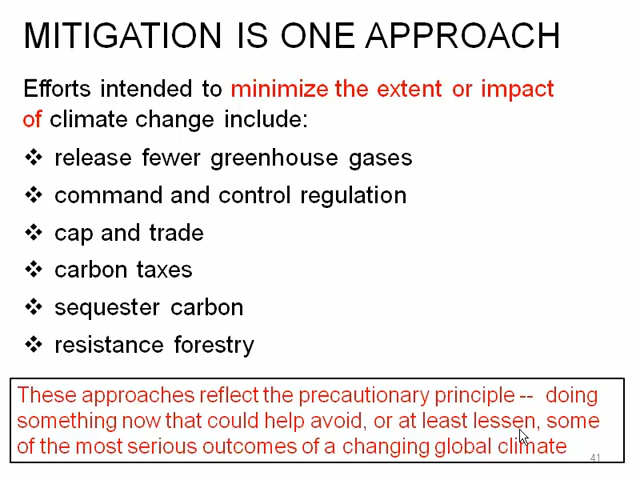 MITIGATION IS ONE APPROACH
Efforts intended to minimize the extent or impact
of climate change include:
❖ release fewer greenhouse gases
❖ command and control regulation
❖ cap and trade
❖ carbon taxes
❖ sequester carbon
❖ resistance forestry
These approaches reflect the precautionary principle -- doing
something now that could help avoid, or at least lessen, some
of the most serious outcomes of a changing global climate
41